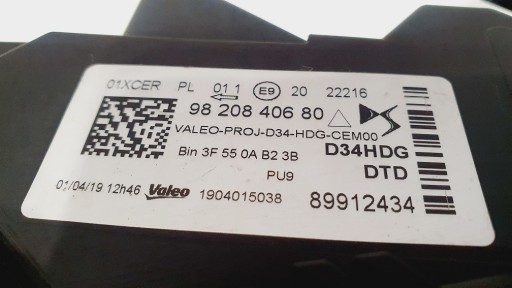 01XCER PL 01 1 E9 20 22216
98 208 406 80
VALEO-PROJ-D34-HDG-CEM00
Bin 3F 55 0A B2 3B D34HDG
PU9 DTD
01/04/19 12h46 Valeo 1904015038 89912434